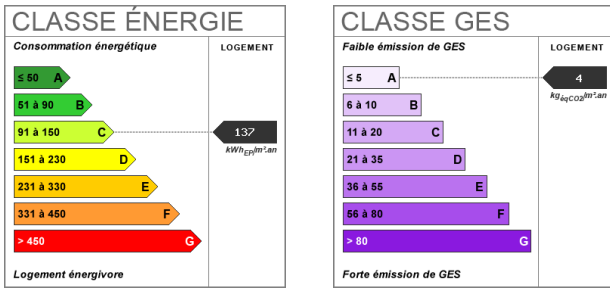 CLASSE ÉNERGIE
Consommation énergétique
LOGEMENT
≤ 50 A
51 à 90 B
91 à 150 C
137
kWhEP/m².an
151 à 230 D
231 à 330 E
331 à 450 F
> 450 G
Logement énergivore
CLASSE GES
Faible émission de GES
LOGEMENT
≤ 5 A
4
kgéqCO2/m².an
6 à 10 B
11 à 20 C
21 à 35 D
36 à 55 E
56 à 80 F
> 80 G
Forte émission de GES